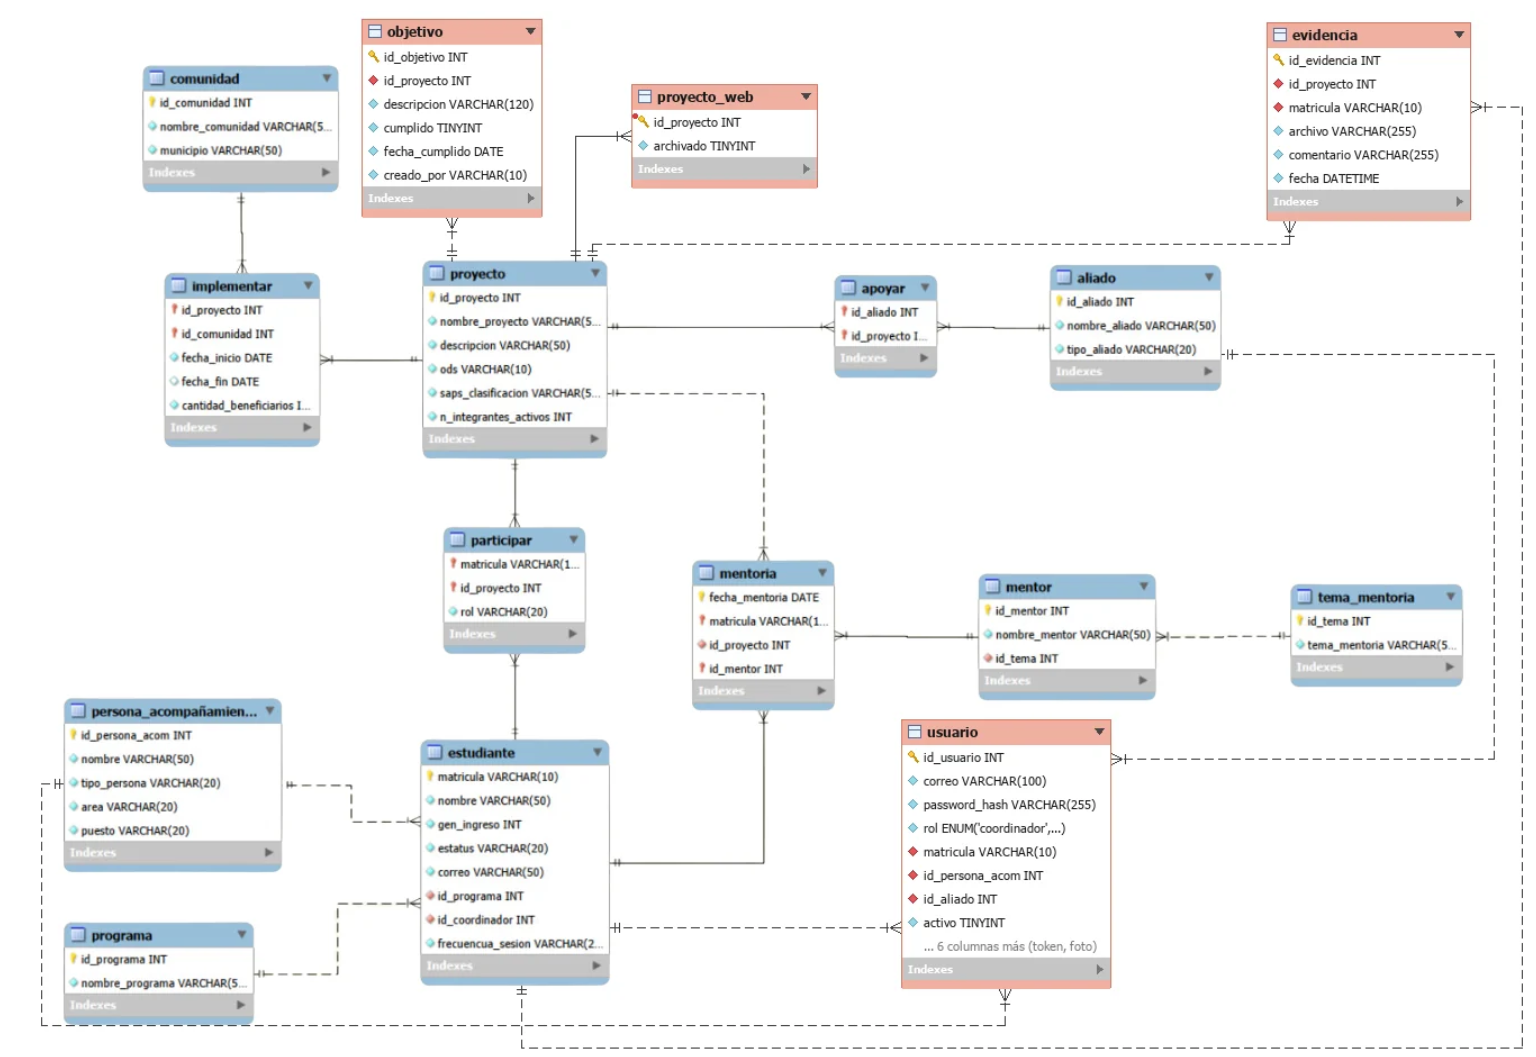 objetivo
id_objetivo INT
id_proyecto INT
descripcion VARCHAR(120)
cumplido TINYINT
fecha_cumplido DATE
creado_por VARCHAR(10)
Indexes
evidencia
id_evidencia INT
id_proyecto INT
matricula VARCHAR(10)
archivo VARCHAR(255)
comentario VARCHAR(255)
fecha DATETIME
Indexes
comunidad
id_comunidad INT
nombre_comunidad VARCHAR(5...
municipio VARCHAR(50)
Indexes
proyecto_web
id_proyecto INT
archivado TINYINT
Indexes
implementar
id_proyecto INT
id_comunidad INT
fecha_inicio DATE
fecha_fin DATE
cantidad_beneficiarios I...
Indexes
proyecto
id_proyecto INT
nombre_proyecto VARCHAR(5...
descripcion VARCHAR(50)
ods VARCHAR(10)
saps_clasificacion VARCHAR(5...
n_integrantes_activos INT
Indexes
apoyar
id_aliado INT
id_proyecto I...
Indexes
aliado
id_aliado INT
nombre_aliado VARCHAR(50)
tipo_aliado VARCHAR(20)
Indexes
participar
matricula VARCHAR(1...
id_proyecto INT
rol VARCHAR(20)
Indexes
mentoria
fecha_mentoria DATE
matricula VARCHAR(1...
id_proyecto INT
id_mentor INT
Indexes
mentor
id_mentor INT
nombre_mentor VARCHAR(50)
id_tema INT
Indexes
tema_mentoria
id_tema INT
tema_mentoria VARCHAR(5...
Indexes
persona_acompañamien...
id_persona_acom INT
nombre VARCHAR(50)
tipo_persona VARCHAR(20)
area VARCHAR(20)
puesto VARCHAR(20)
Indexes
estudiante
matricula VARCHAR(10)
nombre VARCHAR(50)
gen_ingreso INT
estatus VARCHAR(20)
correo VARCHAR(50)
id_programa INT
id_coordinador INT
frecuencua_sesion VARCHAR(2...
Indexes
usuario
id_usuario INT
correo VARCHAR(100)
password_hash VARCHAR(255)
rol ENUM('coordinador',...)
matricula VARCHAR(10)
id_persona_acom INT
id_aliado INT
activo TINYINT
... 6 columnas más (token, foto)
Indexes
programa
id_programa INT
nombre_programa VARCHAR(5...
Indexes